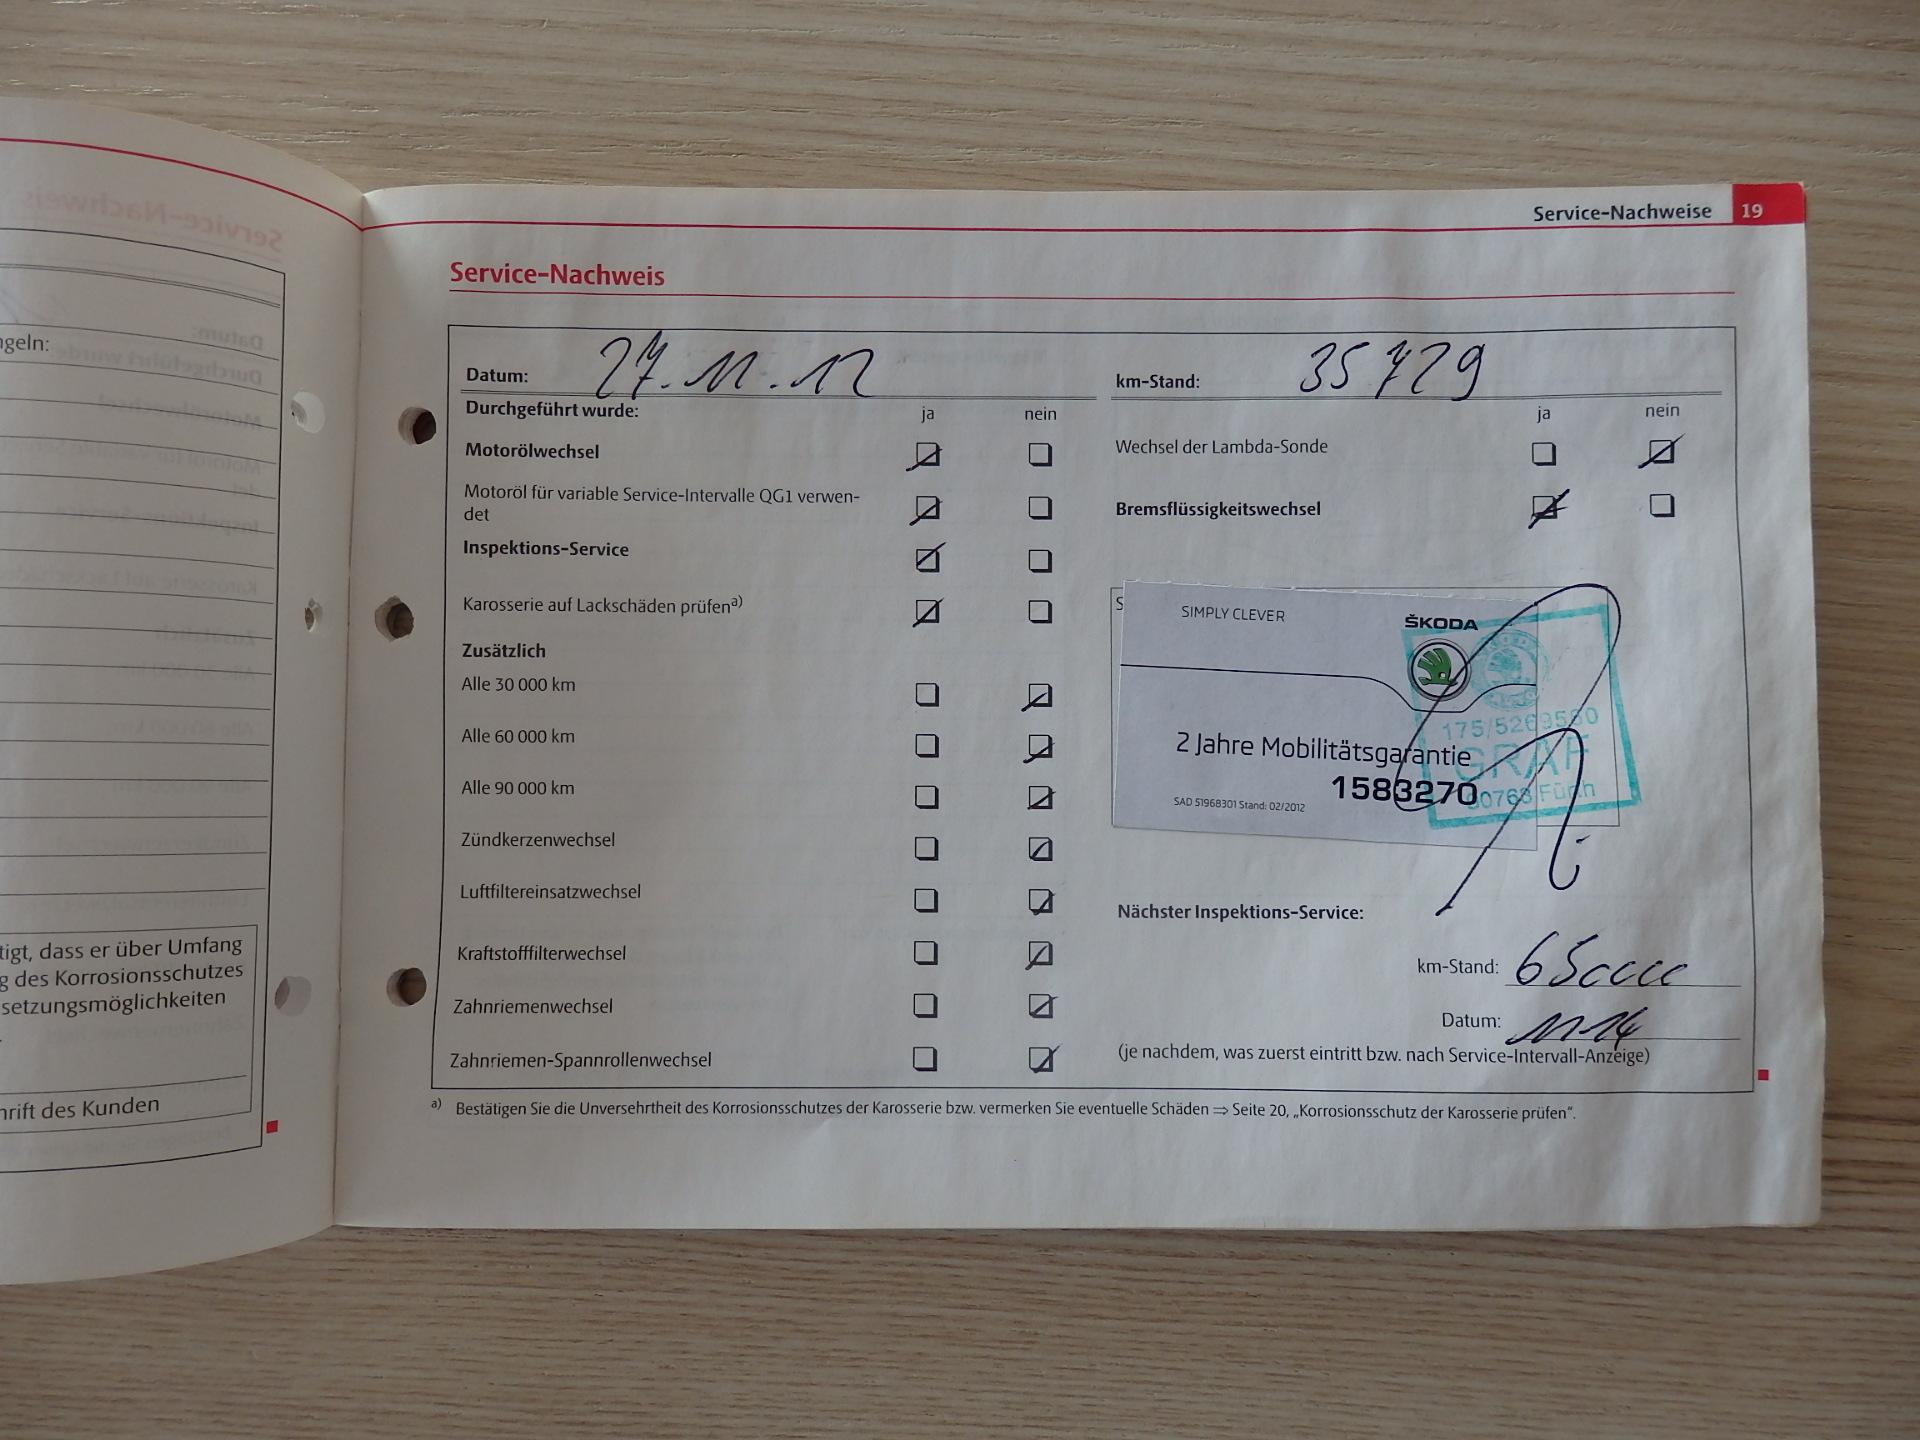 Service-Nachweise 19
Service-Nachweis
ngeln:
tigt, dass er über Umfang
g des Korrosionsschutzes
setzungsmöglichkeiten
hrift des Kunden
Datum: 27.11.12
Durchgeführt wurde: ja nein
Motorölwechsel
Motoröl für variable Service-Intervalle QG1 verwen-
det
Inspektions-Service
Karosserie auf Lackschäden prüfen a)
Zusätzlich
Alle 30 000 km
Alle 60 000 km
Alle 90 000 km
Zündkerzenwechsel
Luftfiltereinsatzwechsel
Kraftstofffilterwechsel
Zahnriemenwechsel
Zahnriemen-Spannrollenwechsel
km-Stand: 35729
ja nein
Wechsel der Lambda-Sonde
Bremsflüssigkeitswechsel
S
SIMPLY CLEVER
ŠKODA
2 Jahre Mobilitätsgarantie
1583270
SAD 51968301 Stand: 02/2012
GRAF
Fürth
Nächster Inspektions-Service:
km-Stand: 65000
Datum: 11.14
(je nachdem, was zuerst eintritt bzw. nach Service-Intervall-Anzeige)
a) Bestätigen Sie die Unversehrtheit des Korrosionsschutzes der Karosserie bzw. vermerken Sie eventuelle Schäden ⇒ Seite 20, „Korrosionsschutz der Karosserie prüfen“.